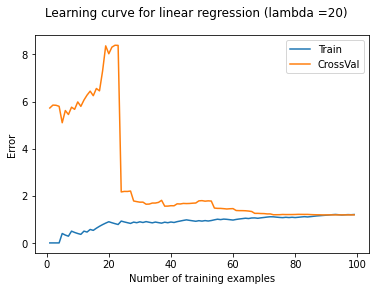 Learning curve for linear regression (lambda =20)
Train
CrossVal
Error
8
6
4
2
0
0 20 40 60 80 100
Number of training examples